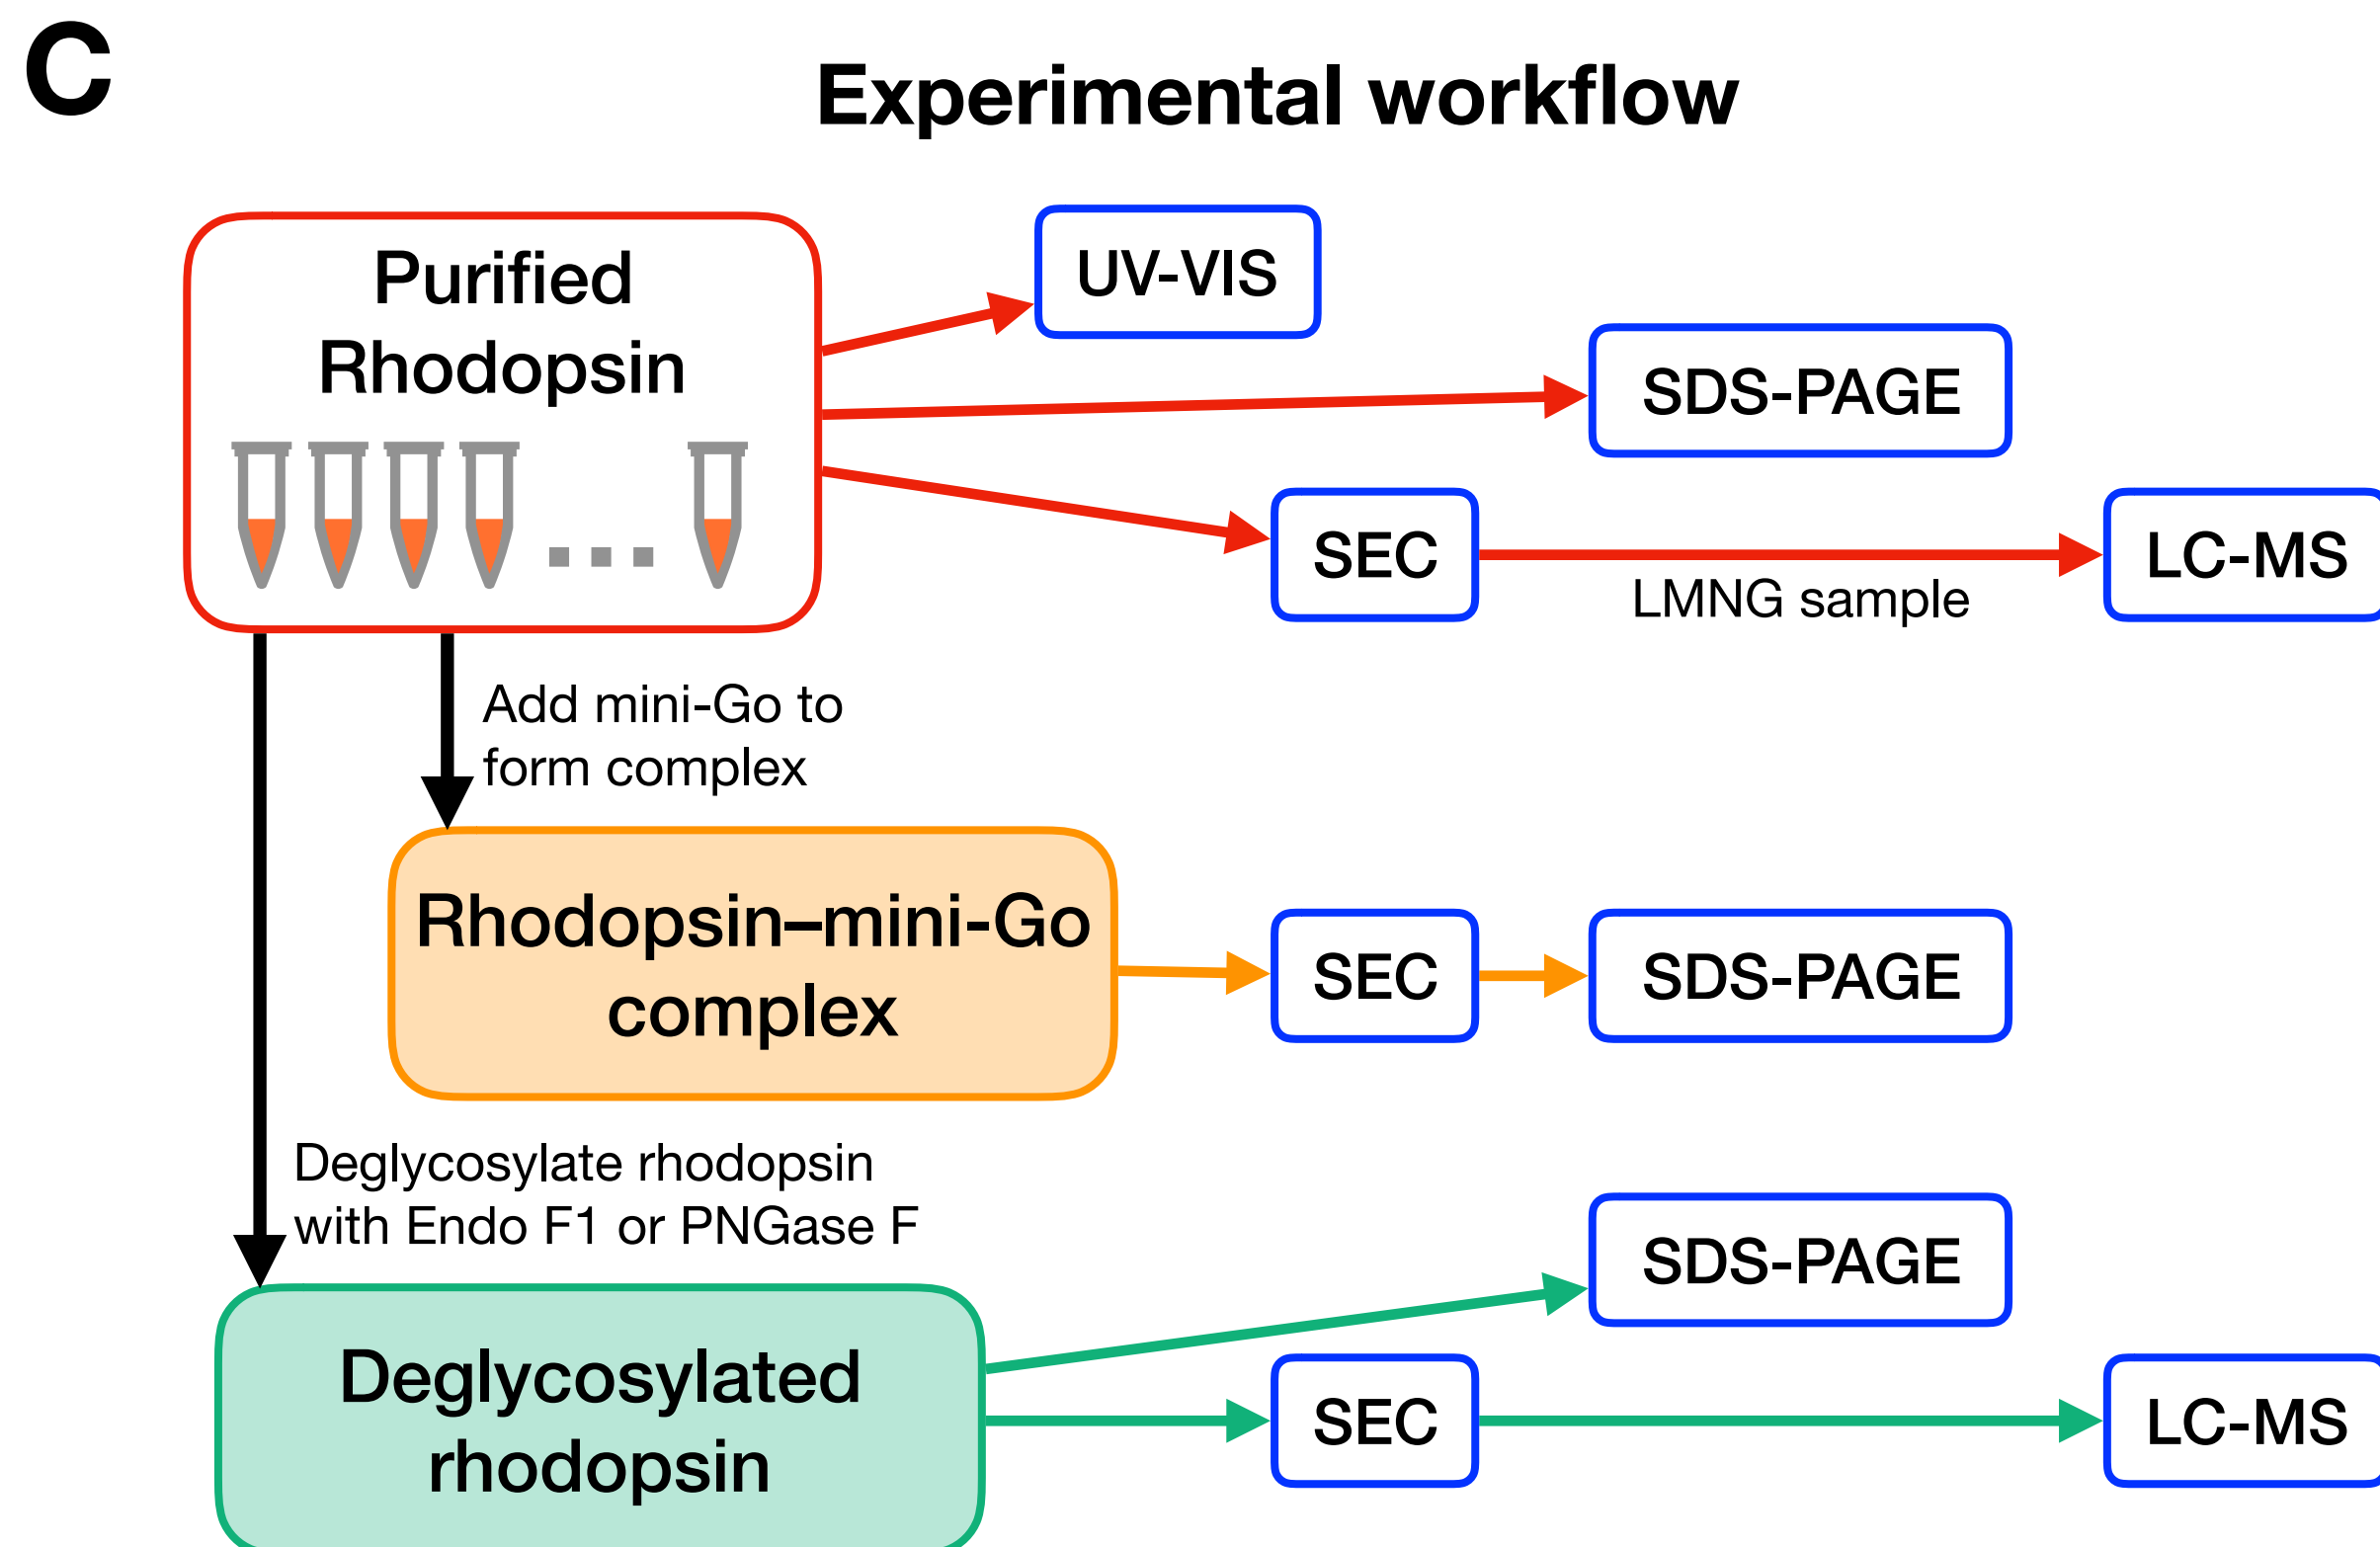 C
Experimental workflow
Purified
Rhodopsin
UV-VIS
SDS-PAGE
SEC
LMNG sample
LC-MS
Add mini-Go to
form complex
Rhodopsin–mini-Go
complex
SEC
SDS-PAGE
Deglycosylate rhodopsin
with Endo F1 or PNGase F
Deglycosylated
rhodopsin
SDS-PAGE
SEC
LC-MS